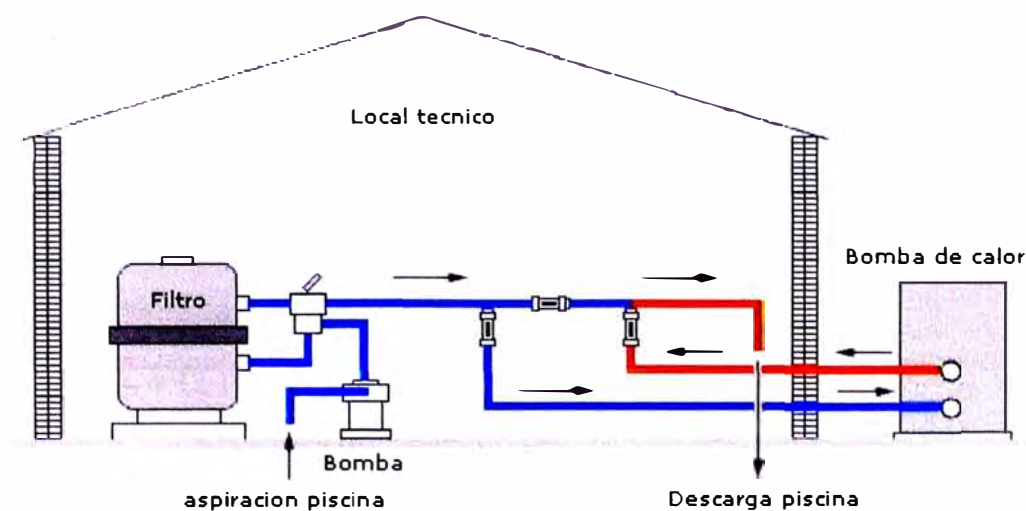 Local tecnico
Bomba de calor
Filtro
Bomba
aspiracion piscina
Descarga piscina